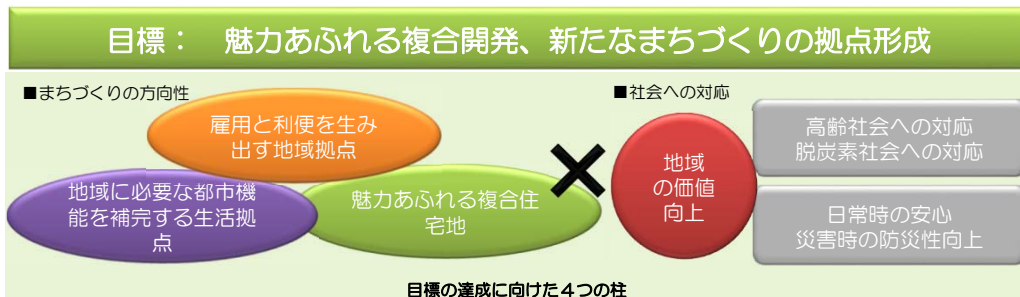 目標：　魅力あふれる複合開発、新たなまちづくりの拠点形成
■まちづくりの方向性
雇用と利便を生み
出す地域拠点
地域に必要な都市機
能を補完する生活拠
点
魅力あふれる複合住
宅地
■社会への対応
地域
の価値
向上
高齢社会への対応
脱炭素社会への対応
日常時の安心
災害時の防災性向上
目標の達成に向けた４つの柱